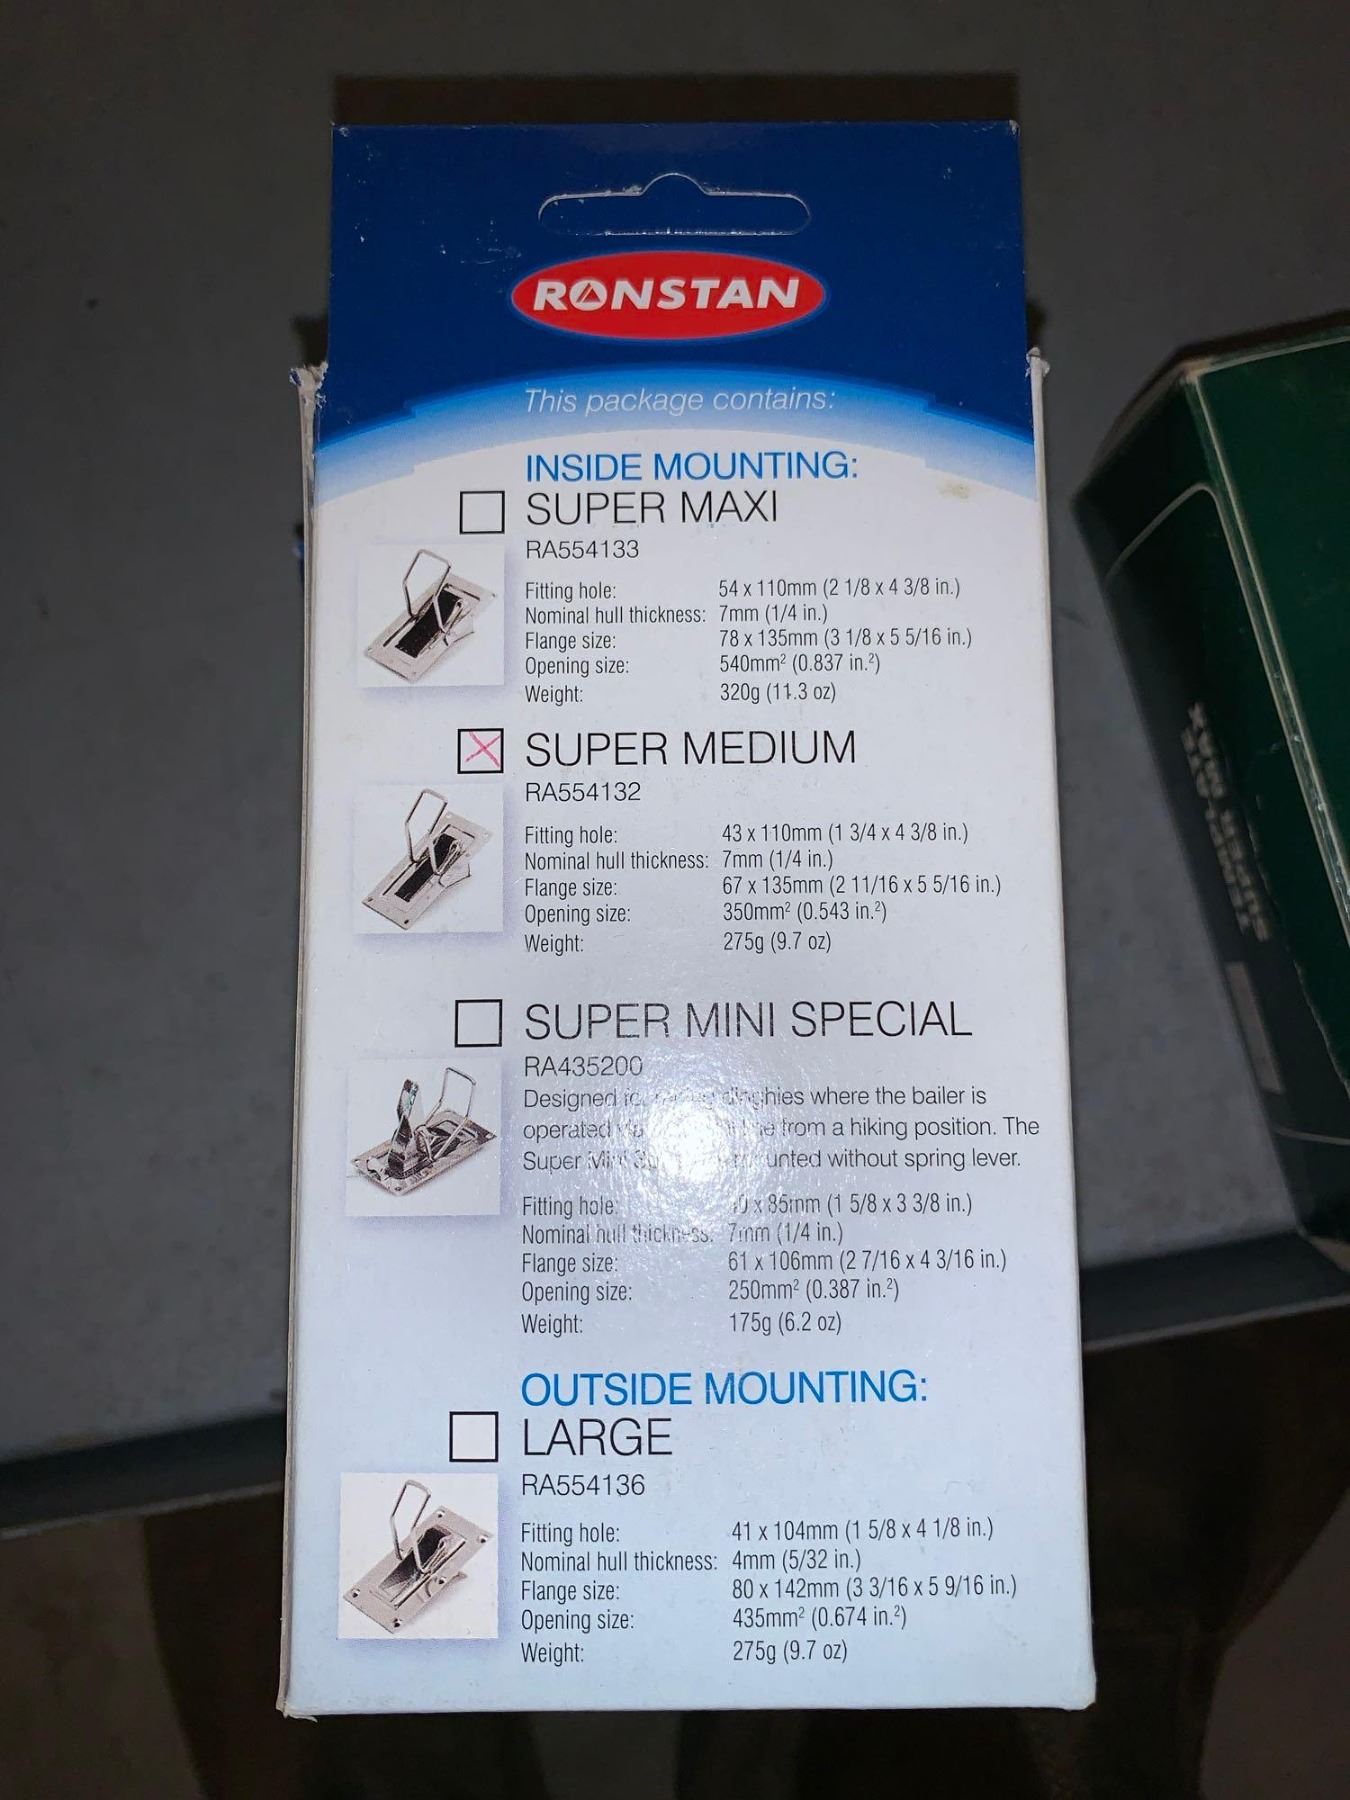 RONSTAN
This package contains:
INSIDE MOUNTING:
SUPER MAXI
RA554133
Fitting hole: 54 x 110mm (2 1/8 x 4 3/8 in.)
Nominal hull thickness: 7mm (1/4 in.)
Flange size: 78 x 135mm (3 1/8 x 5 5/16 in.)
Opening size: 540mm² (0.837 in.²)
Weight: 320g (11.3 oz)
SUPER MEDIUM
RA554132
Fitting hole: 43 x 110mm (1 3/4 x 4 3/8 in.)
Nominal hull thickness: 7mm (1/4 in.)
Flange size: 67 x 135mm (2 11/16 x 5 5/16 in.)
Opening size: 350mm² (0.543 in.²)
Weight: 275g (9.7 oz)
SUPER MINI SPECIAL
RA435200
Designed dinghies where the bailer is
operated from a hiking position. The
Super Mini without spring lever.
Fitting hole: x 85mm (1 5/8 x 3 3/8 in.)
Nominal hull thickness: 7mm (1/4 in.)
Flange size: 61 x 106mm (2 7/16 x 4 3/16 in.)
Opening size: 250mm² (0.387 in.²)
Weight: 175g (6.2 oz)
OUTSIDE MOUNTING:
LARGE
RA554136
Fitting hole: 41 x 104mm (1 5/8 x 4 1/8 in.)
Nominal hull thickness: 4mm (5/32 in.)
Flange size: 80 x 142mm (3 3/16 x 5 9/16 in.)
Opening size: 435mm² (0.674 in.²)
Weight: 275g (9.7 oz)